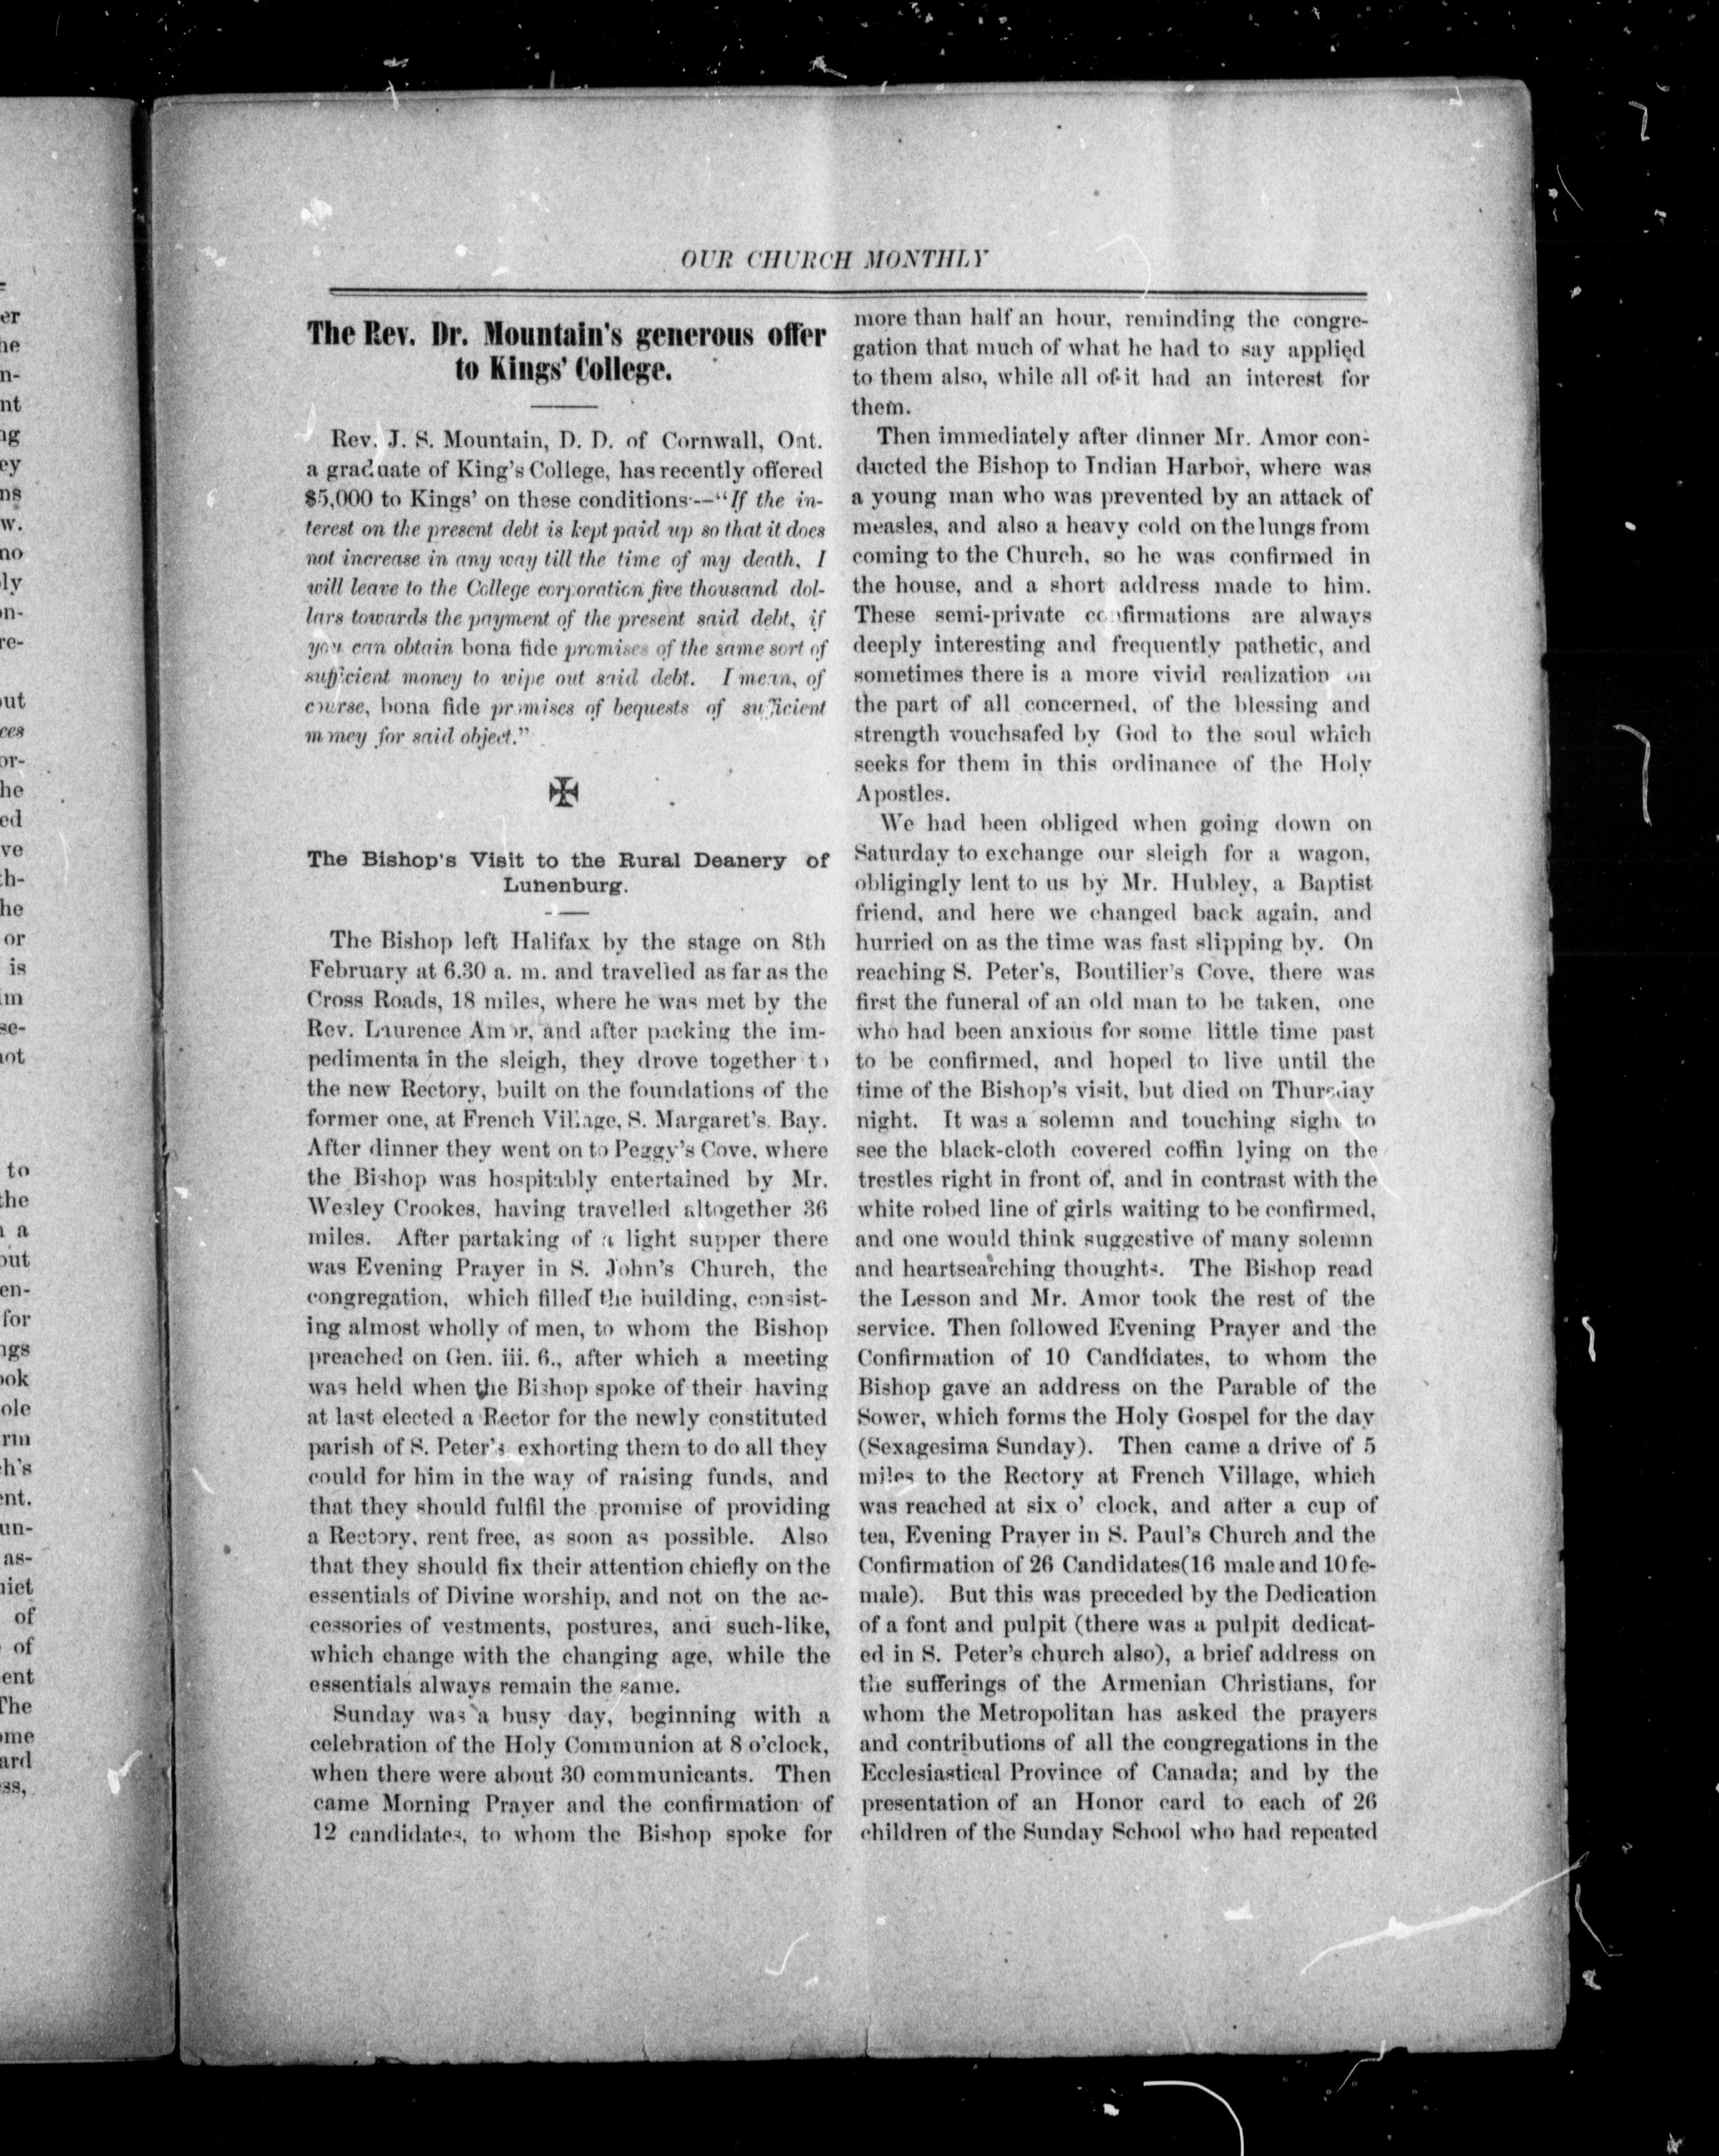 OUR CHURCH MONTHLY
The Rev. Dr. Mountain's generous offer
to Kings' College.
Rev. J. S. Mountain, D. D. of Cornwall, Ont.
a graduate of King's College, has recently offered
$5,000 to Kings' on these conditions--"If the in-
terest on the present debt is kept paid up so that it does
not increase in any way till the time of my death, I
will leave to the College corporation five thousand dol-
lars towards the payment of the present said debt, if
you can obtain bona fide promises of the same sort of
sufficient money to wipe out said debt. I mean, of
course, bona fide promises of bequests of sufficient
money for said object."
The Bishop's Visit to the Rural Deanery of
Lunenburg.
The Bishop left Halifax by the stage on 8th
February at 6.30 a. m. and travelled as far as the
Cross Roads, 18 miles, where he was met by the
Rev. Laurence Amor, and after packing the im-
pedimenta in the sleigh, they drove together to
the new Rectory, built on the foundations of the
former one, at French Village, S. Margaret's. Bay.
After dinner they went on to Peggy's Cove, where
the Bishop was hospitably entertained by Mr.
Wesley Crookes, having travelled altogether 36
miles. After partaking of a light supper there
was Evening Prayer in S. John's Church, the
congregation, which filled the building, consist-
ing almost wholly of men, to whom the Bishop
preached on Gen. iii. 6., after which a meeting
was held when the Bishop spoke of their having
at last elected a Rector for the newly constituted
parish of S. Peter's exhorting them to do all they
could for him in the way of raising funds, and
that they should fulfil the promise of providing
a Rectory, rent free, as soon as possible. Also
that they should fix their attention chiefly on the
essentials of Divine worship, and not on the ac-
cessories of vestments, postures, and such-like,
which change with the changing age, while the
essentials always remain the same.
Sunday was a busy day, beginning with a
celebration of the Holy Communion at 8 o'clock,
when there were about 30 communicants. Then
came Morning Prayer and the confirmation of
12 candidates, to whom the Bishop spoke for
more than half an hour, reminding the congre-
gation that much of what he had to say applied
to them also, while all of it had an interest for
them.
Then immediately after dinner Mr. Amor con-
ducted the Bishop to Indian Harbor, where was
a young man who was prevented by an attack of
measles, and also a heavy cold on the lungs from
coming to the Church, so he was confirmed in
the house, and a short address made to him.
These semi-private confirmations are always
deeply interesting and frequently pathetic, and
sometimes there is a more vivid realization on
the part of all concerned, of the blessing and
strength vouchsafed by God to the soul which
seeks for them in this ordinance of the Holy
Apostles.
We had been obliged when going down on
Saturday to exchange our sleigh for a wagon,
obligingly lent to us by Mr. Hubley, a Baptist
friend, and here we changed back again, and
hurried on as the time was fast slipping by. On
reaching S. Peter's, Boutilier's Cove, there was
first the funeral of an old man to be taken, one
who had been anxious for some little time past
to be confirmed, and hoped to live until the
time of the Bishop's visit, but died on Thursday
night. It was a solemn and touching sight to
see the black-cloth covered coffin lying on the
trestles right in front of, and in contrast with the
white robed line of girls waiting to be confirmed,
and one would think suggestive of many solemn
and heartsearching thoughts. The Bishop read
the Lesson and Mr. Amor took the rest of the
service. Then followed Evening Prayer and the
Confirmation of 10 Candidates, to whom the
Bishop gave an address on the Parable of the
Sower, which forms the Holy Gospel for the day
(Sexagesima Sunday). Then came a drive of 5
miles to the Rectory at French Village, which
was reached at six o' clock, and after a cup of
tea, Evening Prayer in S. Paul's Church and the
Confirmation of 26 Candidates(16 male and 10 fe-
male). But this was preceded by the Dedication
of a font and pulpit (there was a pulpit dedicat-
ed in S. Peter's church also), a brief address on
the sufferings of the Armenian Christians, for
whom the Metropolitan has asked the prayers
and contributions of all the congregations in the
Ecclesiastical Province of Canada; and by the
presentation of an Honor card to each of 26
children of the Sunday School who had repeated